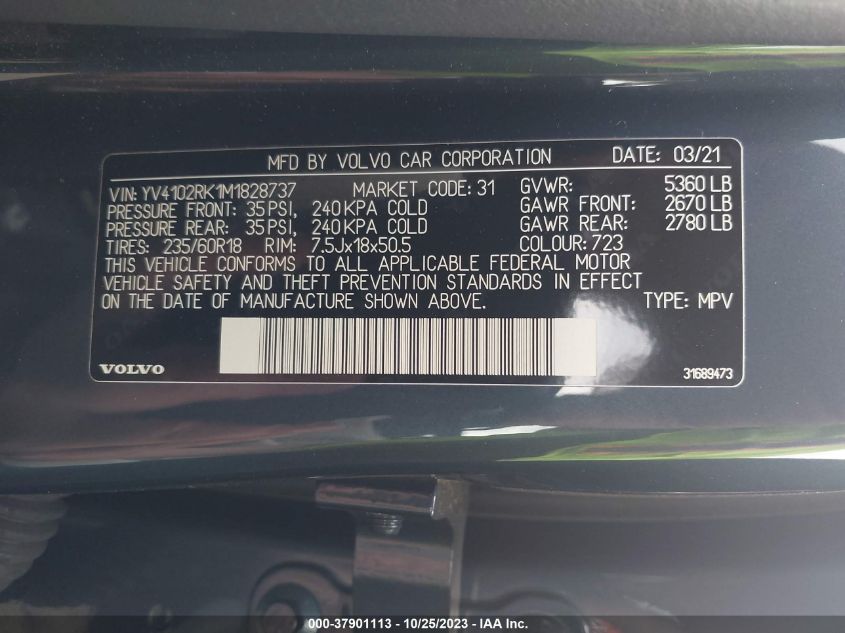 MFD BY VOLVO CAR CORPORATION DATE: 03/21
VIN: YV4102RK1M1828737 MARKET CODE: 31 GVWR: 5360 LB
PRESSURE FRONT: 35 PSI, 240 KPA COLD GAWR FRONT: 2670 LB
PRESSURE REAR: 35 PSI, 240 KPA COLD GAWR REAR: 2780 LB
TIRES: 235/60R18 RIM: 7.5Jx18x50.5 COLOUR: 723
THIS VEHICLE CONFORMS TO ALL APPLICABLE FEDERAL MOTOR
VEHICLE SAFETY AND THEFT PREVENTION STANDARDS IN EFFECT
ON THE DATE OF MANUFACTURE SHOWN ABOVE. TYPE: MPV
VOLVO 31689473
000-37901113 - 10/25/2023 - IAA Inc.